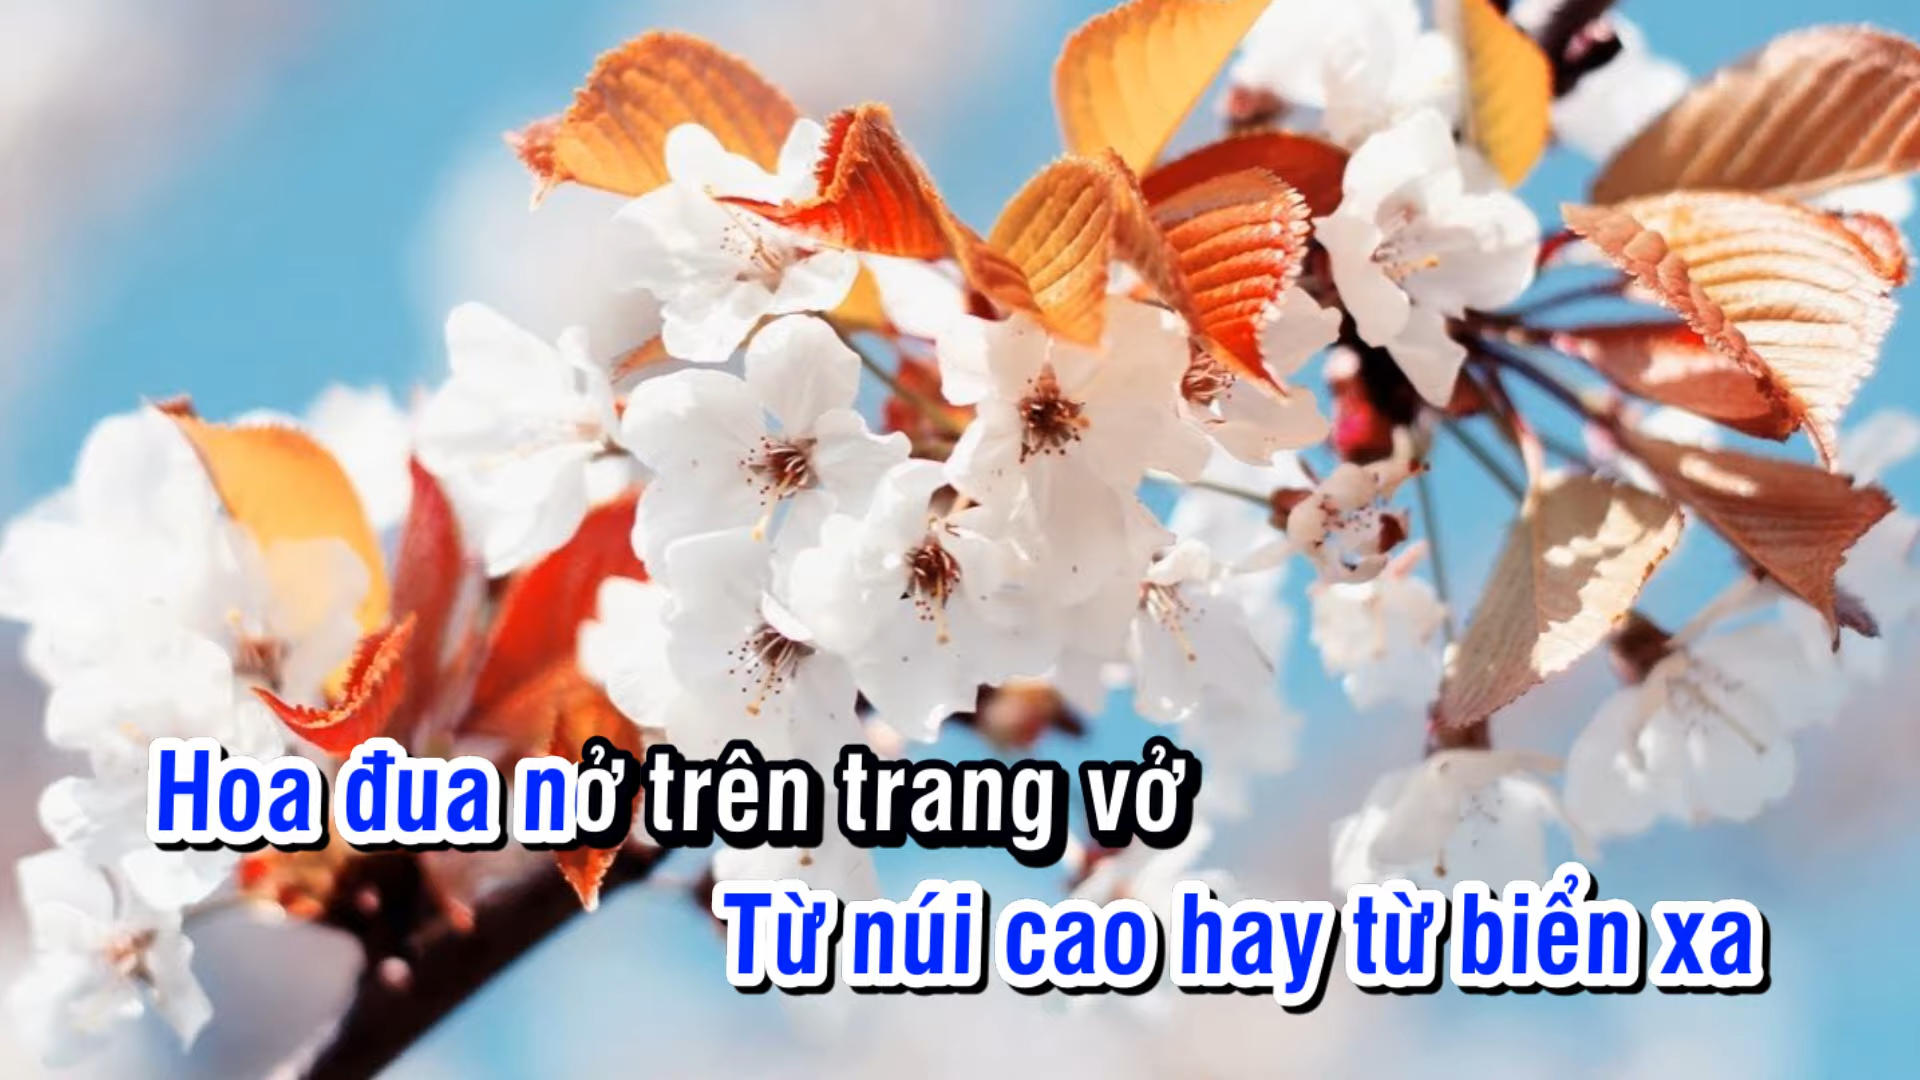 Hoa đua nở trên trang vở
Từ núi cao hay từ biển xa